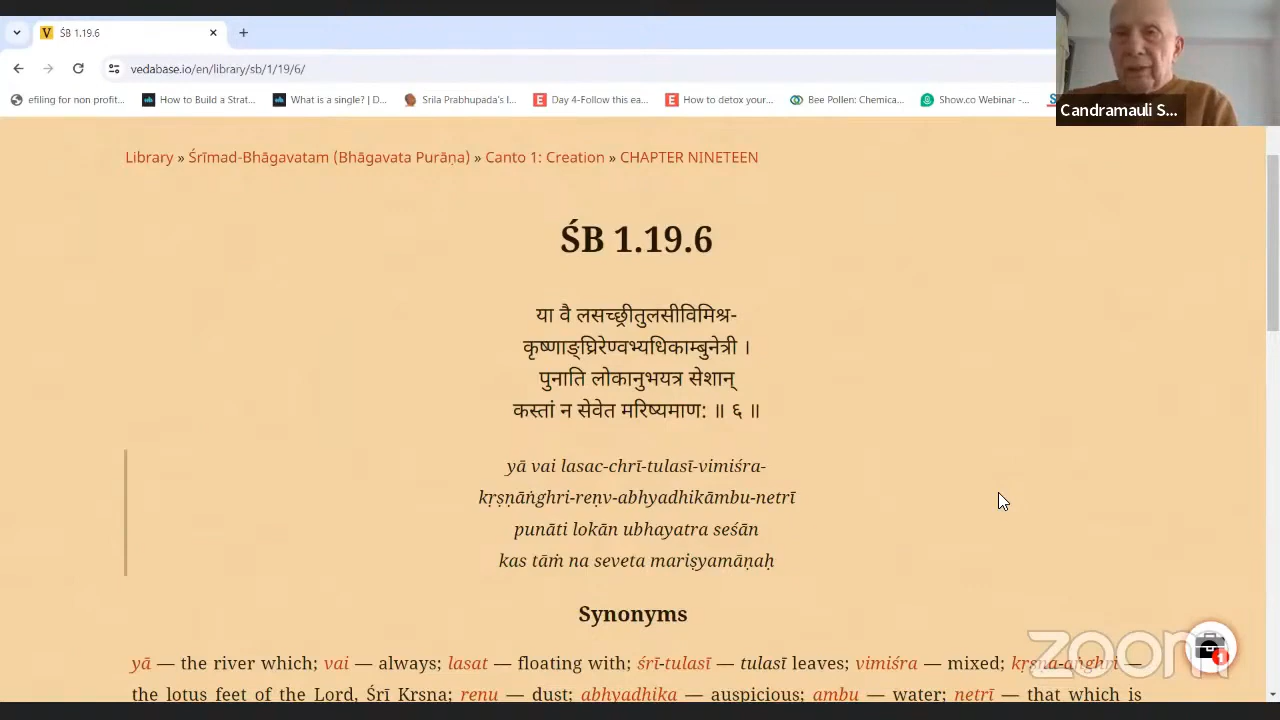 ŚB 1.19.6
vedabase.io/en/library/sb/1/19/6/
efiling for non profit... How to Build a Strat... What is a singl? | D... Srila Prabhupada's l... Day 4-Follow this ea... How to detox your... Bee Pollen: Chemica... Show.co Webinar -...
Candramauli S...
Library » Śrīmad-Bhāgavatam (Bhāgavata Purāṇa) » Canto 1: Creation » CHAPTER NINETEEN
ŚB 1.19.6
या वै लसच्छ्रीतुलसीविमिश्र-
कृष्णाङ्‍‍घ्रिरेण्वभ्यधिकाम्बुनेत्री ।
पुनाति लोकानुभयत्र सेशान्
कस्तां न सेवेत मरिष्यमाण: ॥ ६ ॥
yā vai lasac-chrī-tulasī-vimiśra-
kṛṣṇāṅghri-reṇv-abhyadhikāmbu-netrī
punāti lokān ubhayatra seśān
kas tāṁ na seveta mariṣyamāṇaḥ
Synonyms
yā — the river which; vai — always; lasat — floating with; śrī-tulasī — tulasī leaves; vimiśra — mixed; kṛṣṇa-aṅghri —
the lotus feet of the Lord, Śrī Kṛṣṇa; reṇu — dust; abhyadhika — auspicious; ambu — water; netrī — that which is
zoom
1